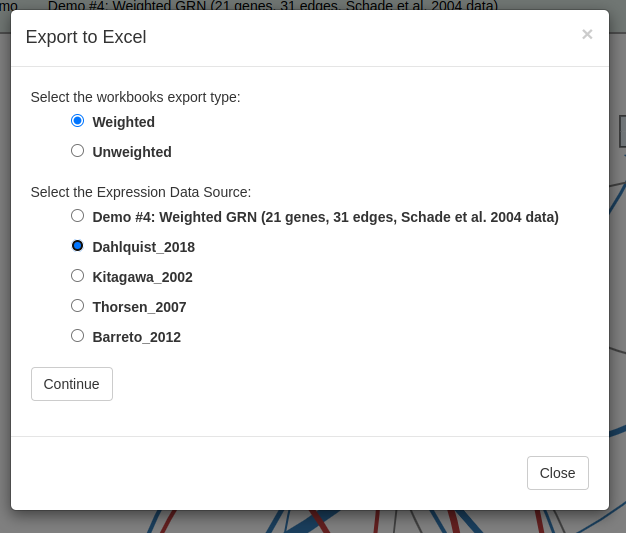 mo Demo #4: Weighted GRN (21 genes, 31 edges, Schade et al. 2004 data)
Export to Excel
×
Select the workbooks export type:
Weighted
Unweighted
Select the Expression Data Source:
Demo #4: Weighted GRN (21 genes, 31 edges, Schade et al. 2004 data)
Dahlquist_2018
Kitagawa_2002
Thorsen_2007
Barreto_2012
Continue
Close